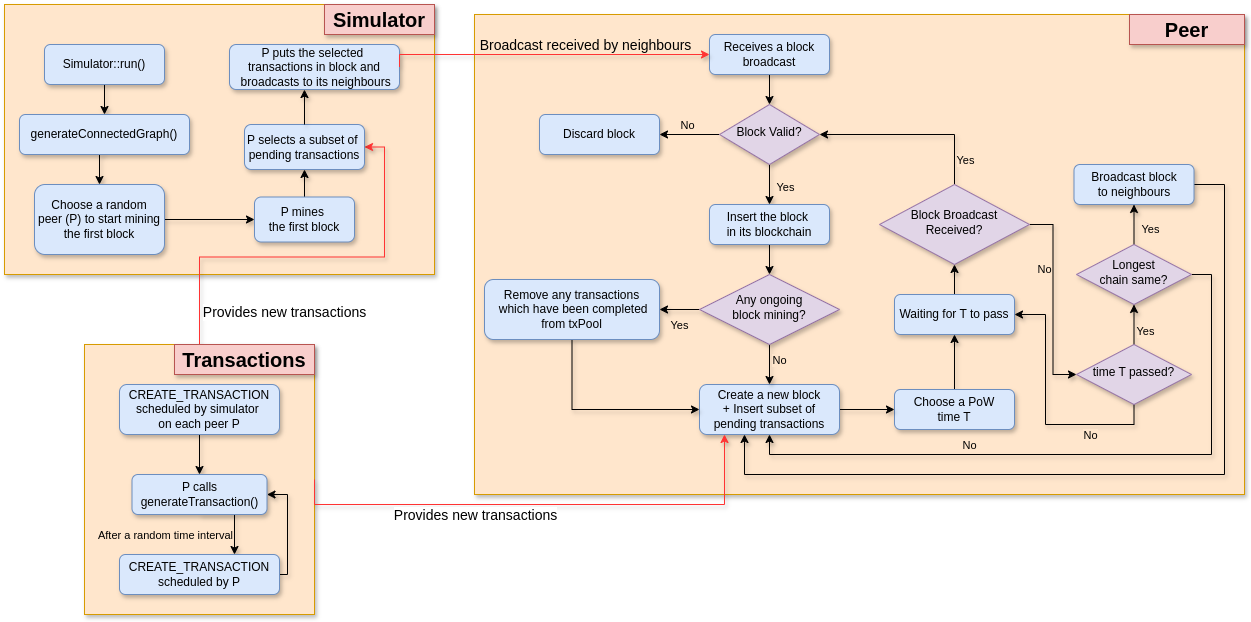 Simulator
Simulator::run()
generateConnectedGraph()
Choose a random
peer (P) to start mining
the first block
P mines
the first block
P selects a subset of
pending transactions
P puts the selected
transactions in block and
broadcasts to its neighbours
Broadcast received by neighbours
Peer
Receives a block
broadcast
Block Valid?
No
Discard block
Yes
Insert the block
in its blockchain
Any ongoing
block mining?
Yes
Remove any transactions
which have been completed
from txPool
No
Create a new block
+ Insert subset of
pending transactions
Choose a PoW
time T
Waiting for T to pass
Block Broadcast
Received?
Yes
No
time T passed?
No
Yes
Longest
chain same?
No
Yes
Broadcast block
to neighbours
Provides new transactions
Transactions
CREATE_TRANSACTION
scheduled by simulator
on each peer P
P calls
generateTransaction()
After a random time interval
CREATE_TRANSACTION
scheduled by P
Provides new transactions